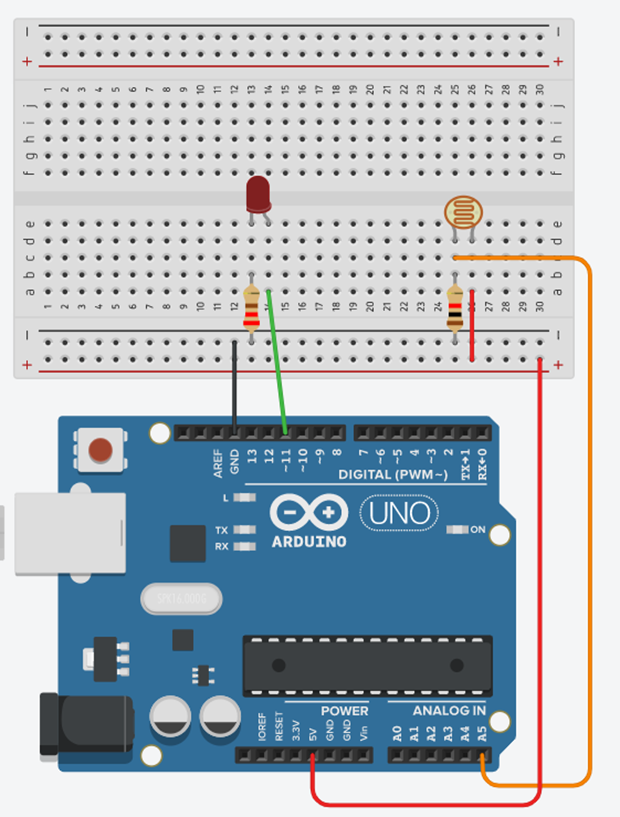 − −
+ +
1 2 3 4 5 6 7 8 9 10 11 12 13 14 15 16 17 18 19 20 21 22 23 24 25 26 27 28 29 30
j j
i i
h h
g g
f f
e e
d d
c c
b b
a a
1 2 3 4 5 6 7 8 9 10 11 12 13 14 15 16 17 18 19 20 21 22 23 24 25 26 27 28 29 30
− −
+ +
AREF GND 13 12 ~11 ~10 ~9 8 7 ~6 ~5 4 ~3 2 TX→1 RX←0
DIGITAL (PWM~)
L
TX
RX
UNO
ON
ARDUINO
POWER ANALOG IN
IOREF RESET 3.3V 5V GND GND Vin A0 A1 A2 A3 A4 A5